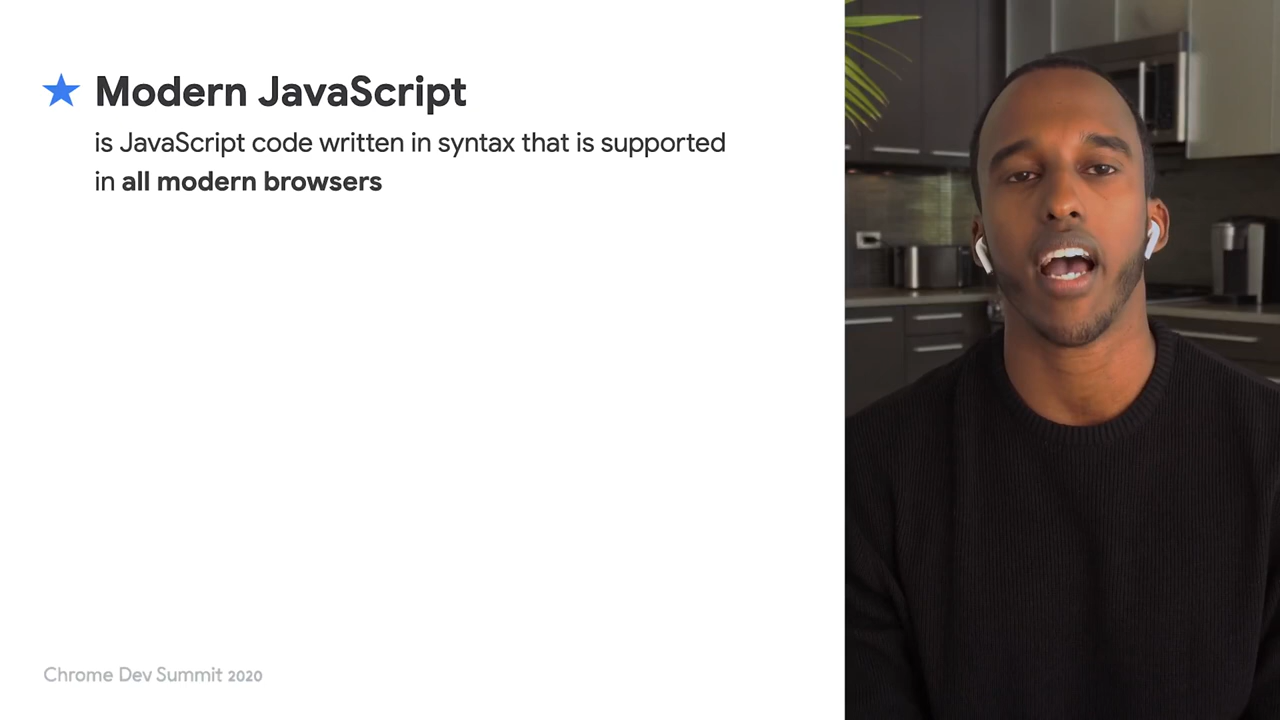 Modern JavaScript
is JavaScript code written in syntax that is supported
in all modern browsers
Chrome Dev Summit 2020